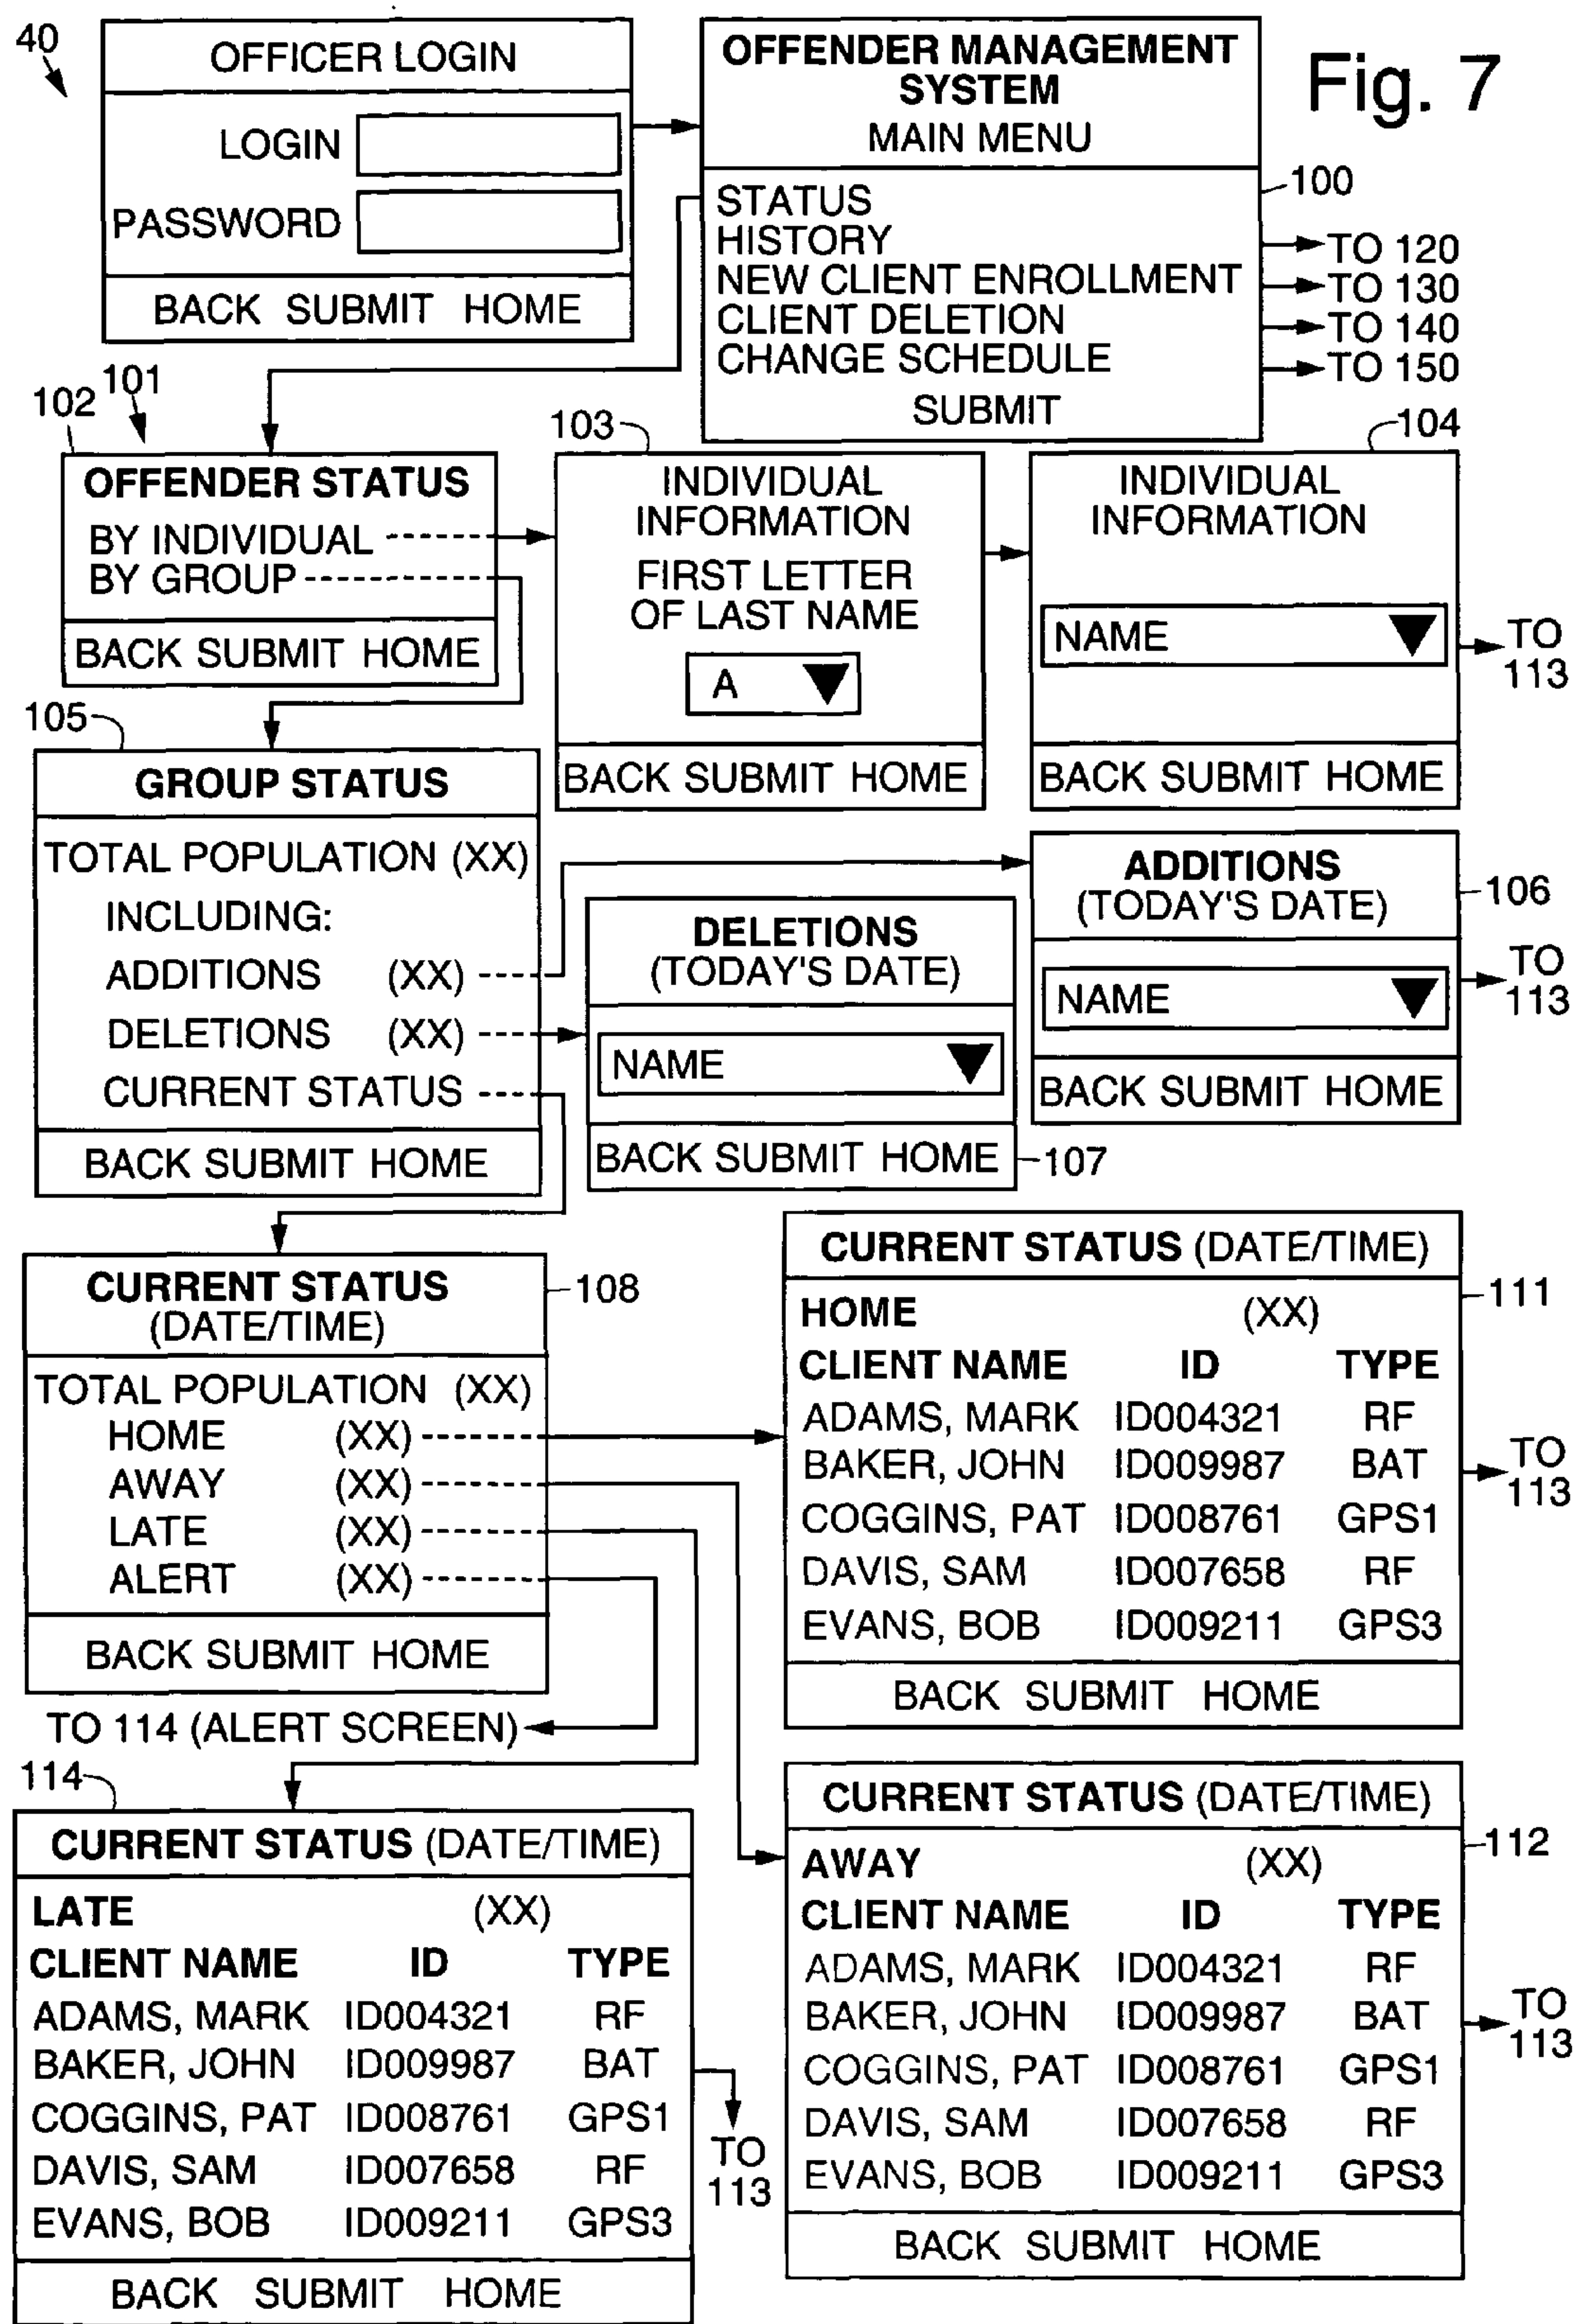 40
OFFICER LOGIN
LOGIN
PASSWORD
BACK SUBMIT HOME
OFFENDER MANAGEMENT
SYSTEM
MAIN MENU
Fig. 7
100
STATUS
HISTORY
TO 120
NEW CLIENT ENROLLMENT
TO 130
CLIENT DELETION
TO 140
CHANGE SCHEDULE
TO 150
SUBMIT
101
102
OFFENDER STATUS
BY INDIVIDUAL
BY GROUP
BACK SUBMIT HOME
103
INDIVIDUAL
INFORMATION
FIRST LETTER
OF LAST NAME
A
BACK SUBMIT HOME
104
INDIVIDUAL
INFORMATION
NAME
TO
113
BACK SUBMIT HOME
105
GROUP STATUS
TOTAL POPULATION (XX)
INCLUDING:
ADDITIONS (XX)
DELETIONS (XX)
CURRENT STATUS
BACK SUBMIT HOME
DELETIONS
(TODAY'S DATE)
NAME
BACK SUBMIT HOME
107
ADDITIONS
(TODAY'S DATE)
106
NAME
TO
113
BACK SUBMIT HOME
CURRENT STATUS
(DATE/TIME)
108
TOTAL POPULATION (XX)
HOME (XX)
AWAY (XX)
LATE (XX)
ALERT (XX)
BACK SUBMIT HOME
TO 114 (ALERT SCREEN)
CURRENT STATUS (DATE/TIME)
111
HOME (XX)
CLIENT NAME ID TYPE
ADAMS, MARK ID004321 RF
BAKER, JOHN ID009987 BAT
COGGINS, PAT ID008761 GPS1
DAVIS, SAM ID007658 RF
EVANS, BOB ID009211 GPS3
TO
113
BACK SUBMIT HOME
114
CURRENT STATUS (DATE/TIME)
LATE (XX)
CLIENT NAME ID TYPE
ADAMS, MARK ID004321 RF
BAKER, JOHN ID009987 BAT
COGGINS, PAT ID008761 GPS1
DAVIS, SAM ID007658 RF
EVANS, BOB ID009211 GPS3
TO
113
BACK SUBMIT HOME
CURRENT STATUS (DATE/TIME)
112
AWAY (XX)
CLIENT NAME ID TYPE
ADAMS, MARK ID004321 RF
BAKER, JOHN ID009987 BAT
COGGINS, PAT ID008761 GPS1
DAVIS, SAM ID007658 RF
EVANS, BOB ID009211 GPS3
TO
113
BACK SUBMIT HOME